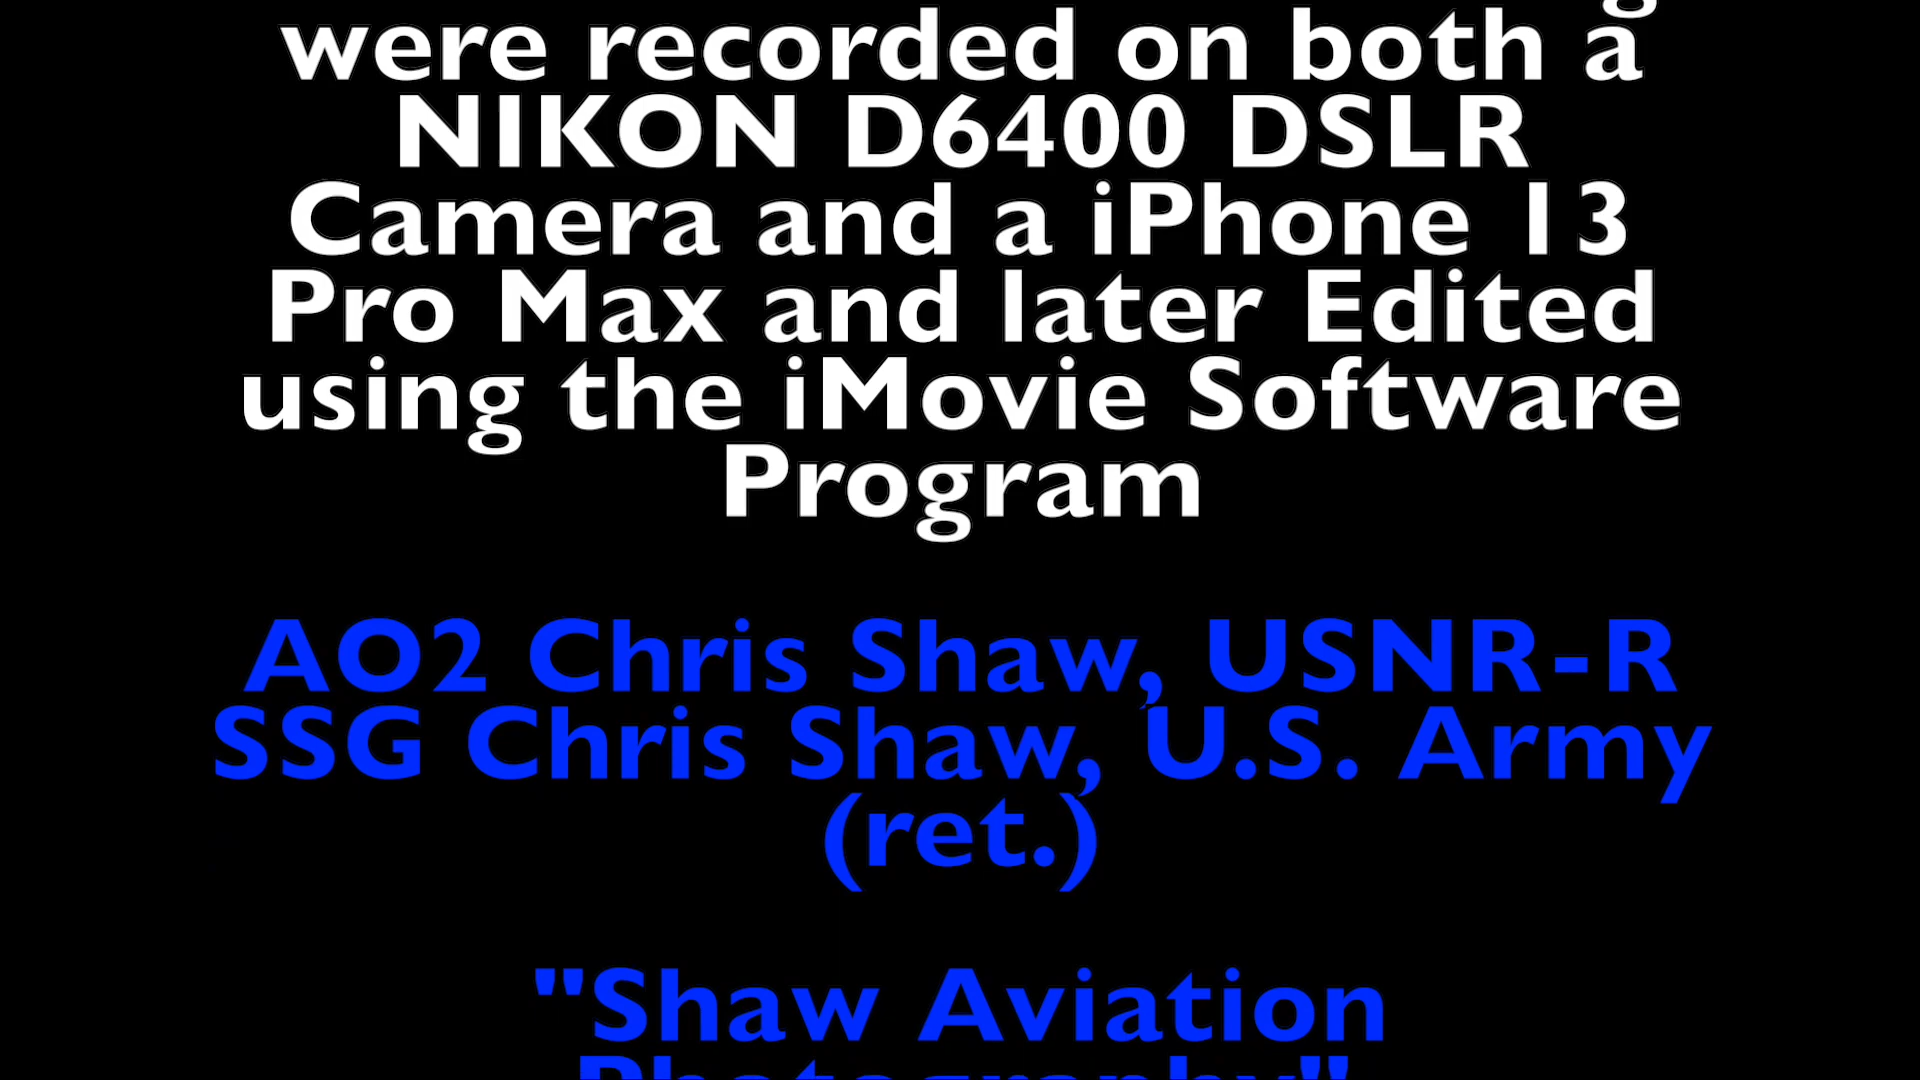 were recorded on both a
NIKON D6400 DSLR
Camera and a iPhone 13
Pro Max and later Edited
using the iMovie Software
Program
AO2 Chris Shaw, USNR-R
SSG Chris Shaw, U.S. Army
(ret.)
"Shaw Aviation
Photography"